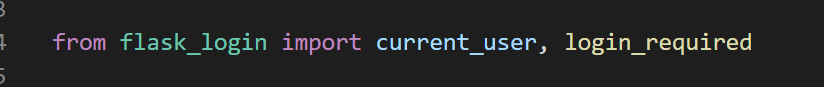 from flask_login import current_user, login_required